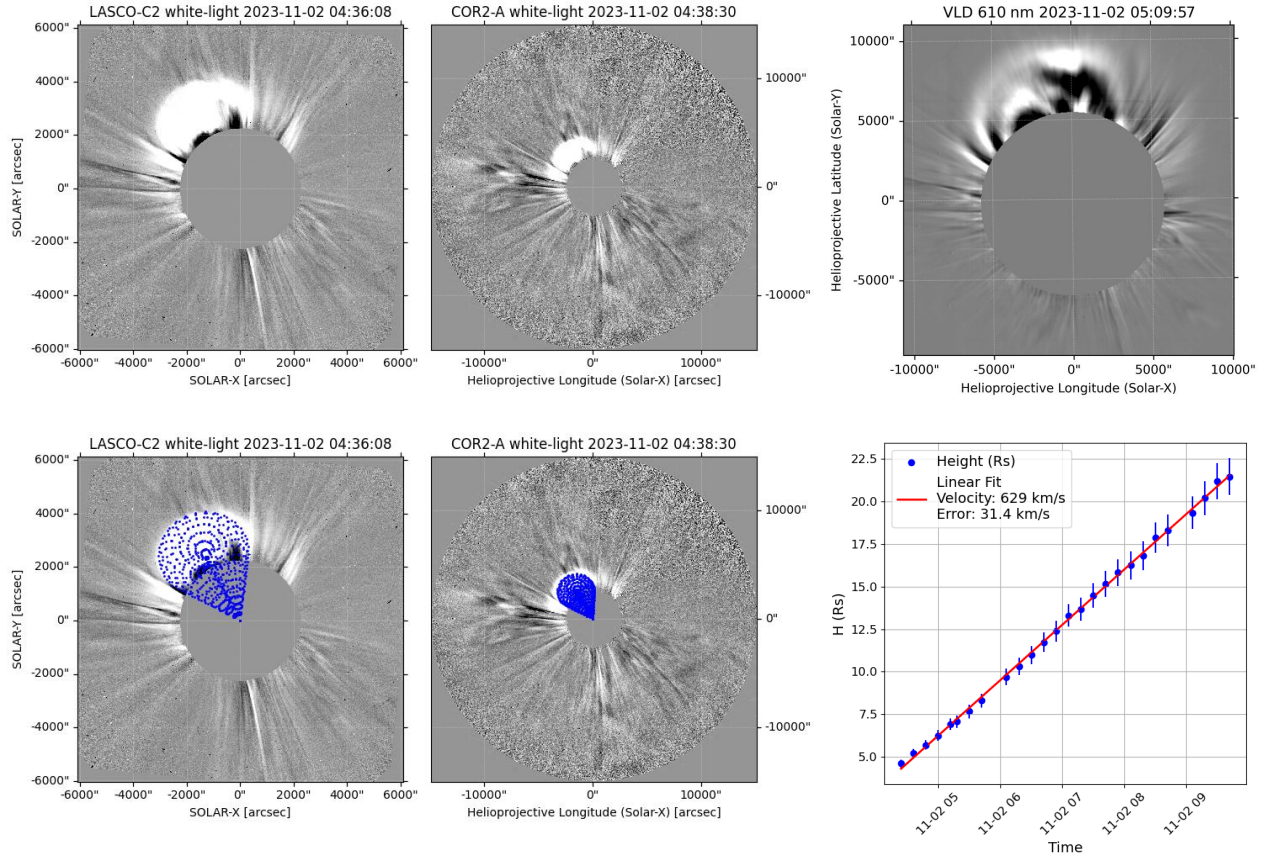 LASCO-C2 white-light 2023-11-02 04:36:08
6000"
4000"
2000"
0"
-2000"
-4000"
-6000"
SOLAR-Y [arcsec]
-6000" -4000" -2000" 0" 2000" 4000" 6000"
SOLAR-X [arcsec]
COR2-A white-light 2023-11-02 04:38:30
10000"
0"
-10000"
-10000" 0" 10000"
Helioprojective Longitude (Solar-X) [arcsec]
VLD 610 nm 2023-11-02 05:09:57
10000"
5000"
0"
-5000"
Helioprojective Latitude (Solar-Y)
-10000" -5000" 0" 5000" 10000"
Helioprojective Longitude (Solar-X)
LASCO-C2 white-light 2023-11-02 04:36:08
6000"
4000"
2000"
0"
-2000"
-4000"
-6000"
SOLAR-Y [arcsec]
-6000" -4000" -2000" 0" 2000" 4000" 6000"
SOLAR-X [arcsec]
COR2-A white-light 2023-11-02 04:38:30
10000"
0"
-10000"
-10000" 0" 10000"
Helioprojective Longitude (Solar-X) [arcsec]
Height (Rs)
Linear Fit
Velocity: 629 km/s
Error: 31.4 km/s
22.5
20.0
17.5
15.0
12.5
10.0
7.5
5.0
H (Rs)
11-02 05 11-02 06 11-02 07 11-02 08 11-02 09
Time